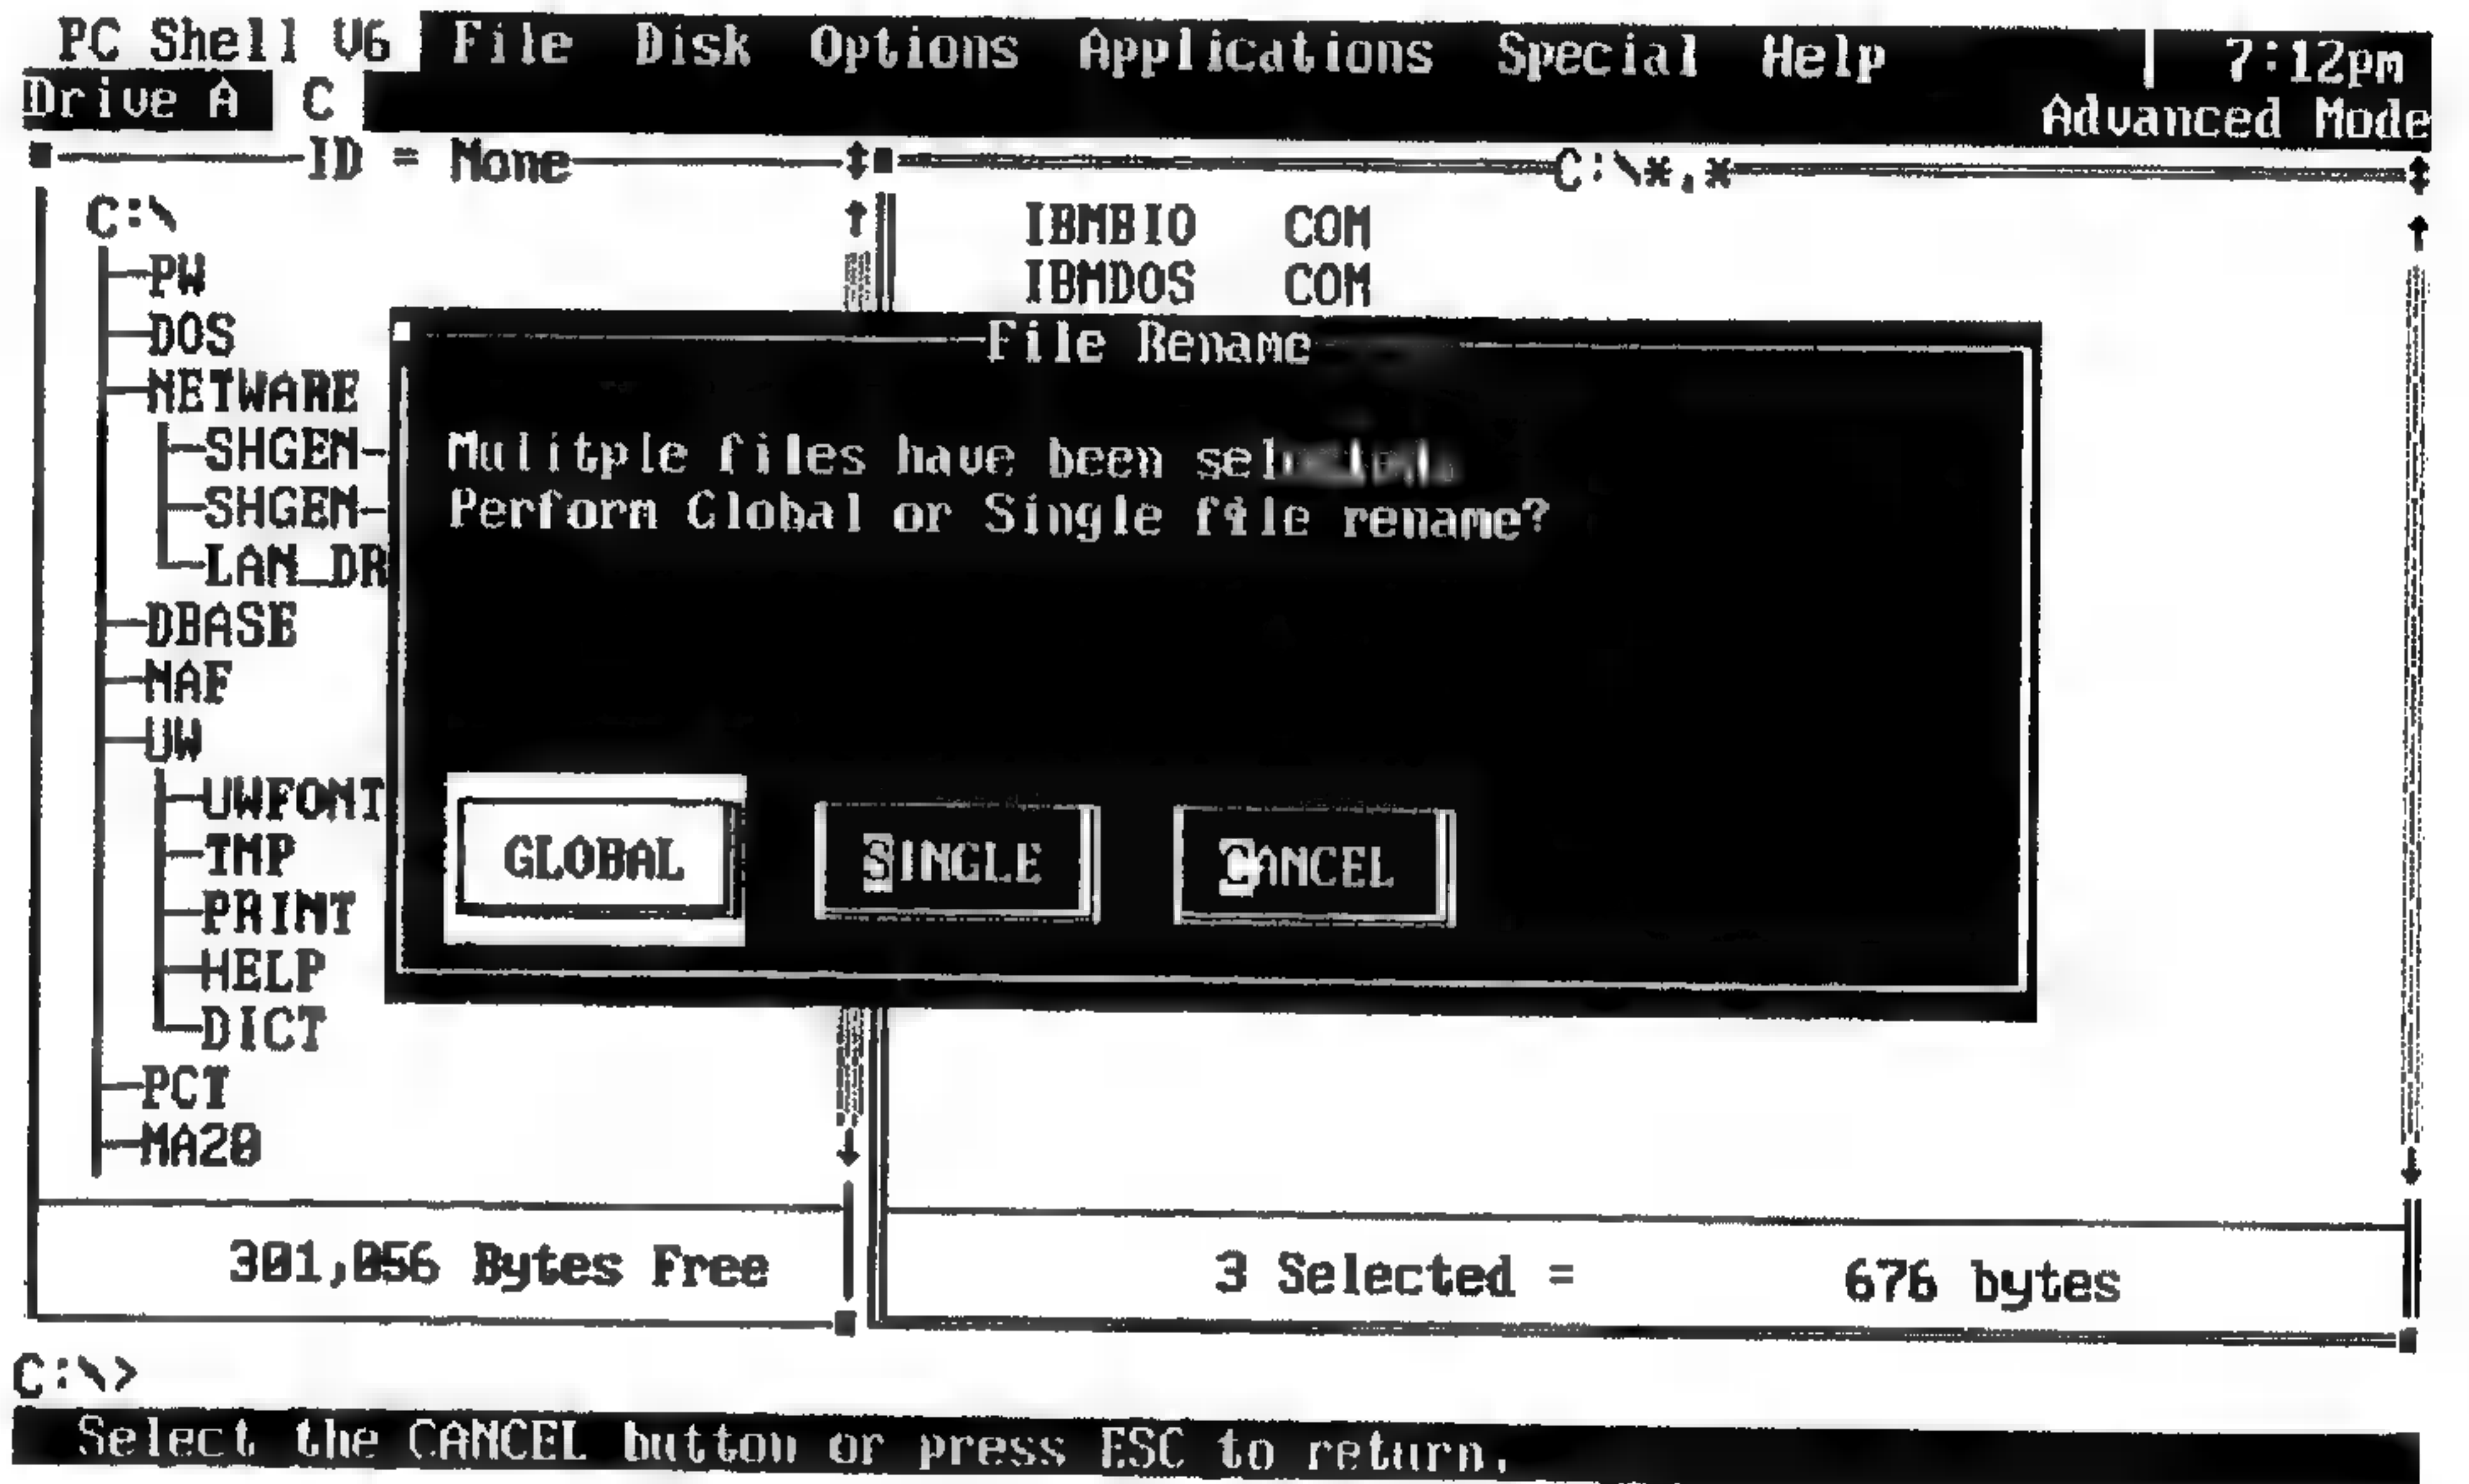 PC Shell V6 File Disk Options Applications Special Help 7:12pm
Drive A C
Advanced Mode
ID = None
C:\*.*
C:\
PW
DOS
NETWARE
SHGEN-
SHGEN-
LAN_DR
DBASE
NAF
UW
UWFONT
TMP
PRINT
HELP
DICT
PCT
MA20
IBMBIO COM
IBMDOS COM
File Rename
Mulitple files have been
Perform Global or Single file rename?
GLOBAL
SINGLE
CANCEL
301,056 Bytes Free
3 Selected = 676 bytes
C:\>
Select the CANCEL button or press ESC to return.